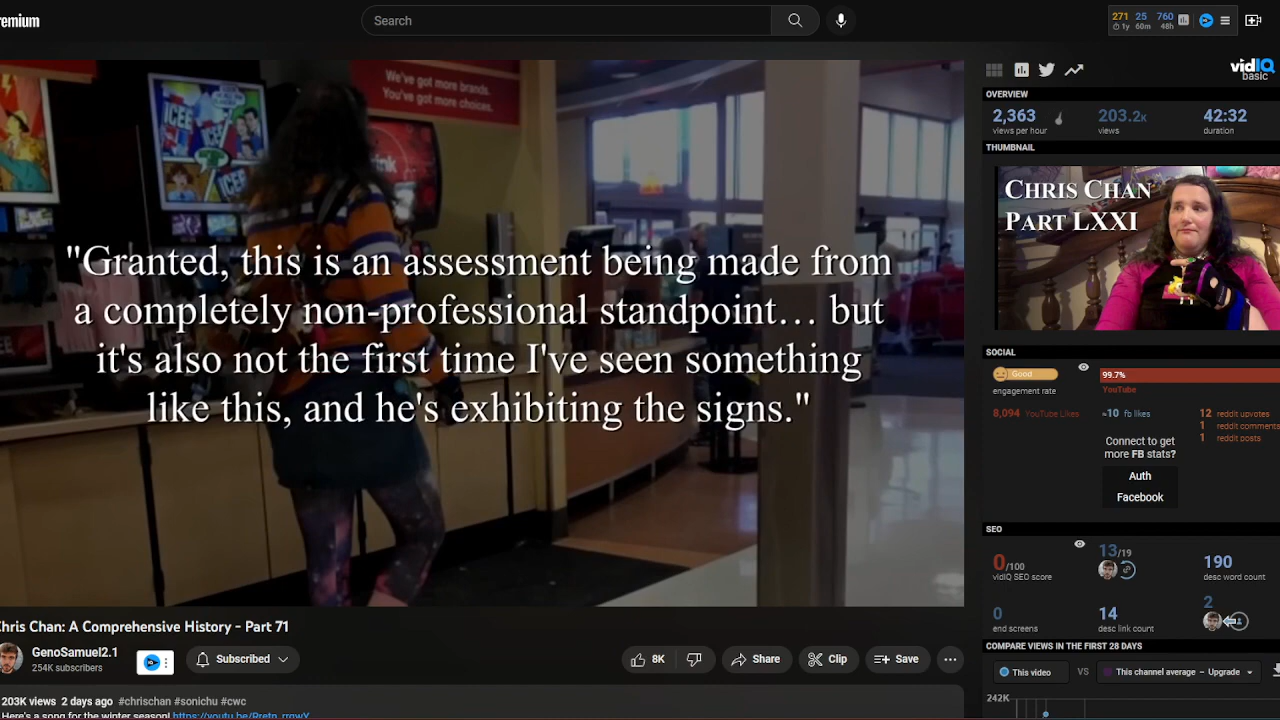 remium
Search
271 25 760
1y 60m 48h
We've got more brands.
You've got more choices.
ICEE
ICEE
"Granted, this is an assessment being made from
a completely non-professional standpoint... but
it's also not the first time I've seen something
like this, and he's exhibiting the signs."
Chris Chan: A Comprehensive History - Part 71
GenoSamuel2.1
254K subscribers
Subscribed
8K
Share
Clip
Save
203K views 2 days ago #chrischan #sonichu #cwc
Here's a song for the winter season!
vidIQ
basic
OVERVIEW
2,363 203.2K 42:32
views per hour views duration
THUMBNAIL
CHRIS CHAN
PART LXXI
SOCIAL
Good 99.7%
engagement rate YouTube
8,094 YouTube Likes ≈10 fb likes 12 reddit upvotes
1 reddit comments
1 reddit posts
Connect to get
more FB stats?
Auth
Facebook
SEO
0/100 13/19 190
vidIQ SEO score desc word count
0 14 2
end screens desc link count
COMPARE VIEWS IN THE FIRST 28 DAYS
This video VS This channel average – Upgrade
242K